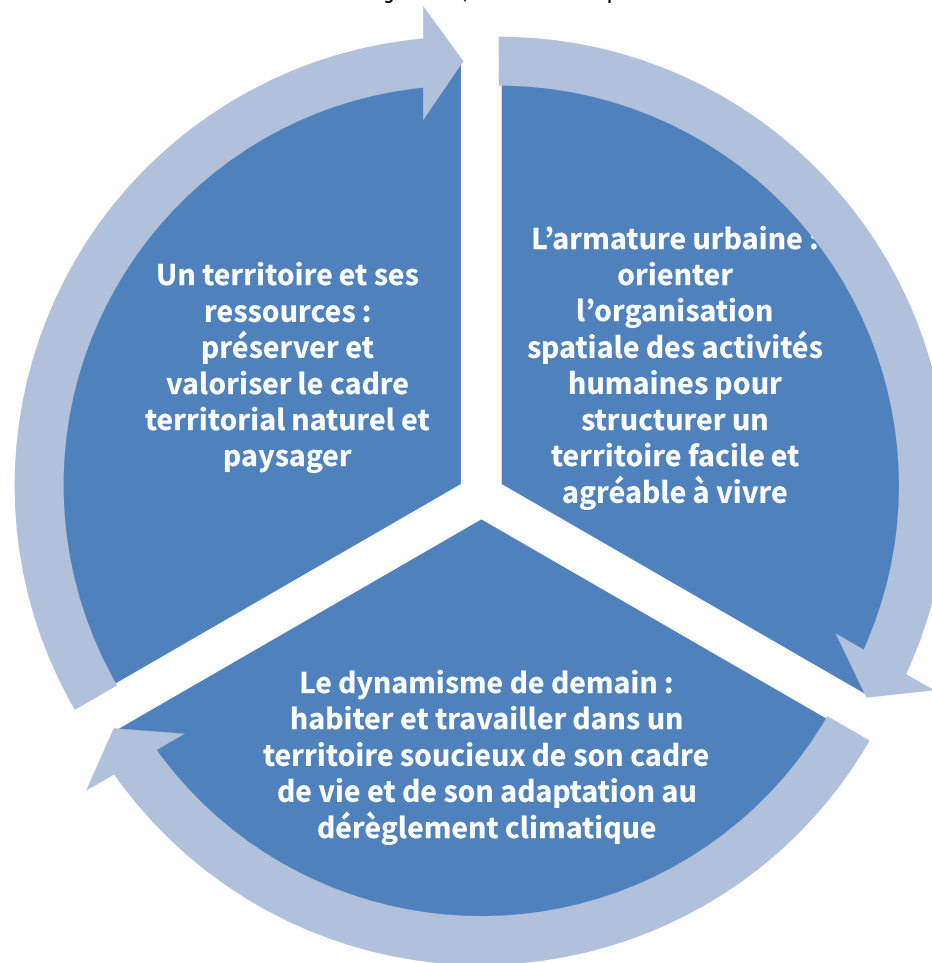 Un territoire et ses
ressources :
préserver et
valoriser le cadre
territorial naturel et
paysager
L’armature urbaine :
orienter
l’organisation
spatiale des activités
humaines pour
structurer un
territoire facile et
agréable à vivre
Le dynamisme de demain :
habiter et travailler dans un
territoire soucieux de son cadre
de vie et de son adaptation au
dérèglement climatique